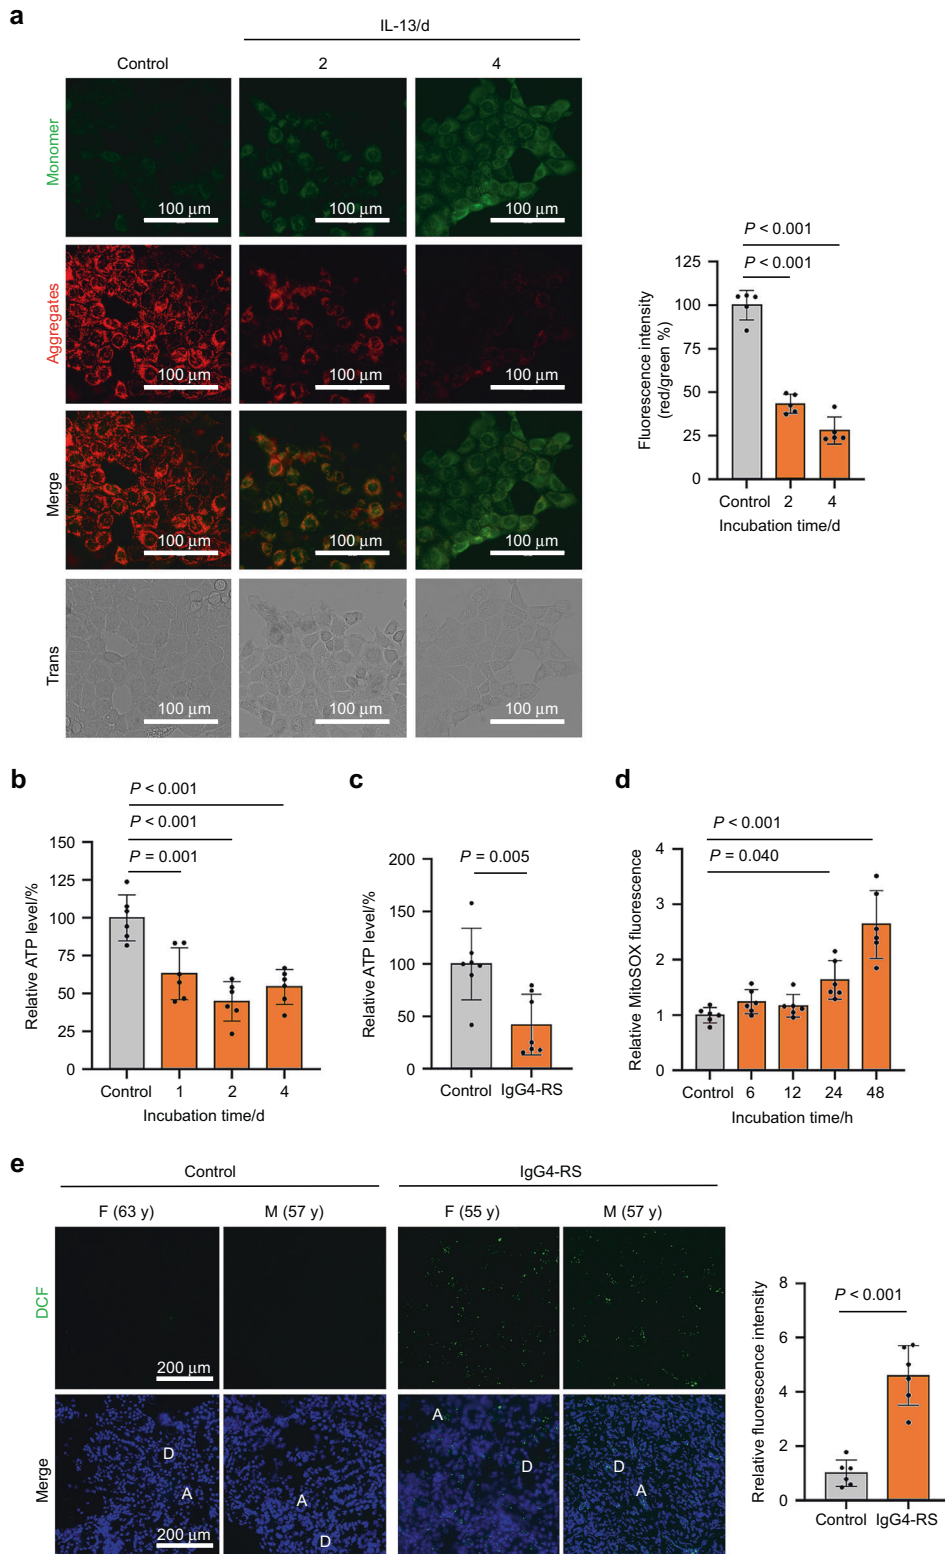 a
IL-13/d
Control
2
4
Monomer
100 μm
100 μm
100 μm
Aggregates
100 μm
100 μm
100 μm
Merge
100 μm
100 μm
100 μm
Trans
100 μm
100 μm
100 μm
P < 0.001
P < 0.001
Fluorescence intensity
(red/green %)
125
100
75
50
25
0
Control 2 4
Incubation time/d
b
P < 0.001
P < 0.001
P = 0.001
Relative ATP level/%
150
125
100
75
50
25
0
Control 1 2 4
Incubation time/d
c
P = 0.005
Relative ATP level/%
200
150
100
50
0
Control IgG4-RS
d
P < 0.001
P = 0.040
Relative MitoSOX fluorescence
4
3
2
1
0
Control 6 12 24 48
Incubation time/h
e
Control
IgG4-RS
F (63 y)
M (57 y)
F (55 y)
M (57 y)
DCF
200 μm
Merge
D
A
200 μm
A
D
A
D
D
A
P < 0.001
Rrelative fluorescence intensity
8
6
4
2
0
Control IgG4-RS